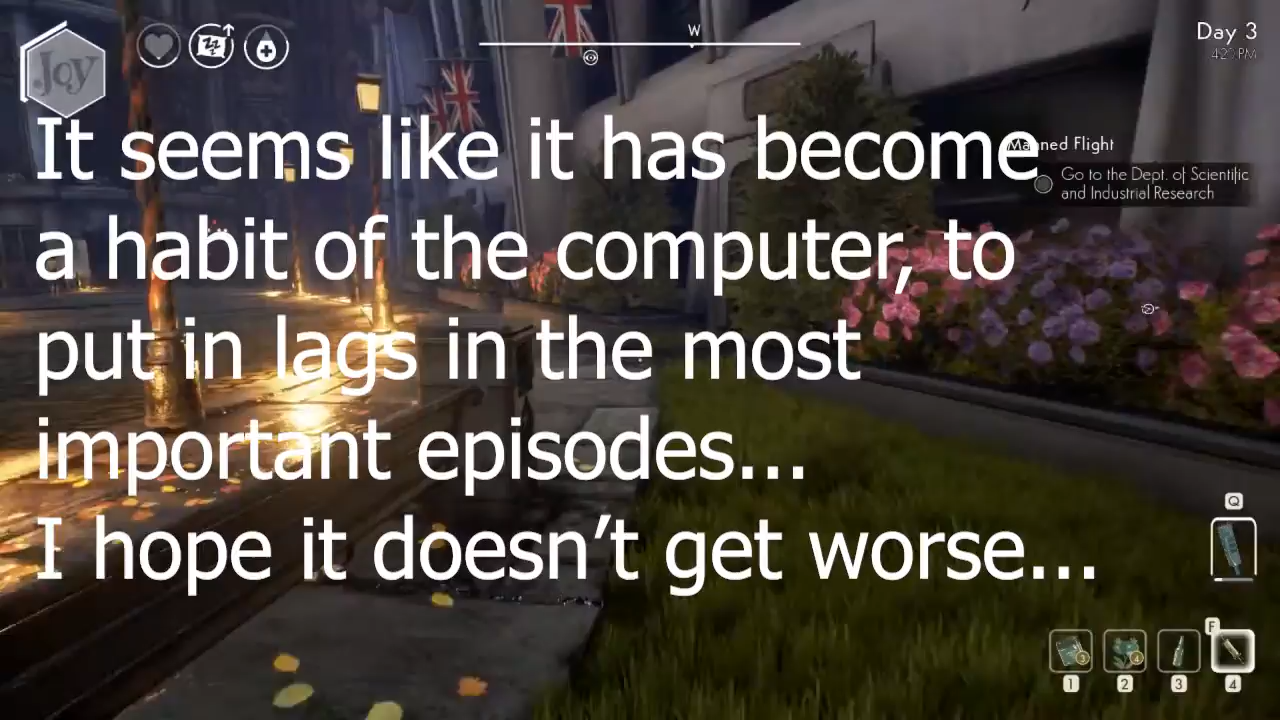 Joy
W
Day 3
4:20 PM
It seems like it has become
a habit of the computer, to
put in lags in the most
important episodes...
I hope it doesn't get worse...
Manned Flight
Go to the Dept. of Scientific
and Industrial Research
Q
F
3
4
1
2
3
4